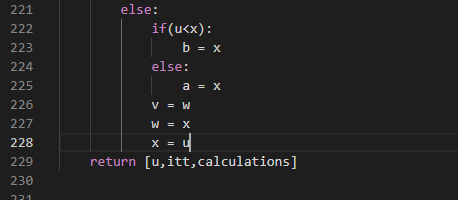 221 else:
222 if(u<x):
223 b = x
224 else:
225 a = x
226 v = w
227 w = x
228 x = u
229 return [u,itt,calculations]
230
231